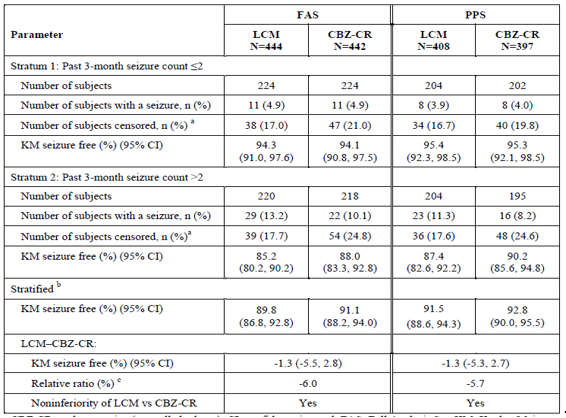 Parameter FAS PPS
LCM N=444 CBZ-CR N=442 LCM N=408 CBZ-CR N=397
Stratum 1: Past 3-month seizure count ≤2
Number of subjects 224 224 204 202
Number of subjects with a seizure, n (%) 11 (4.9) 11 (4.9) 8 (3.9) 8 (4.0)
Number of subjects censored, n (%) a 38 (17.0) 47 (21.0) 34 (16.7) 40 (19.8)
KM seizure free (%) (95% CI) 94.3 (91.0, 97.6) 94.1 (90.8, 97.5) 95.4 (92.3, 98.5) 95.3 (92.1, 98.5)
Stratum 2: Past 3-month seizure count >2
Number of subjects 220 218 204 195
Number of subjects with a seizure, n (%) 29 (13.2) 22 (10.1) 23 (11.3) 16 (8.2)
Number of subjects censored, n (%)a 39 (17.7) 54 (24.8) 36 (17.6) 48 (24.6)
KM seizure free (%) (95% CI) 85.2 (80.2, 90.2) 88.0 (83.3, 92.8) 87.4 (82.6, 92.2) 90.2 (85.6, 94.8)
Stratified b
KM seizure free (%) (95% CI) 89.8 (86.8, 92.8) 91.1 (88.2, 94.0) 91.5 (88.6, 94.3) 92.8 (90.0, 95.5)
LCM–CBZ-CR:
KM seizure free (%) (95% CI) -1.3 (-5.5, 2.8) -1.3 (-5.3, 2.7)
Relative ratio (%) c -6.0 -5.7
Noninferiority of LCM vs CBZ-CR Yes Yes